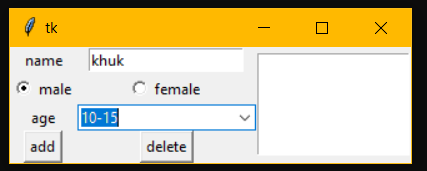 tk
name khuk
male female
age 10-15
add delete